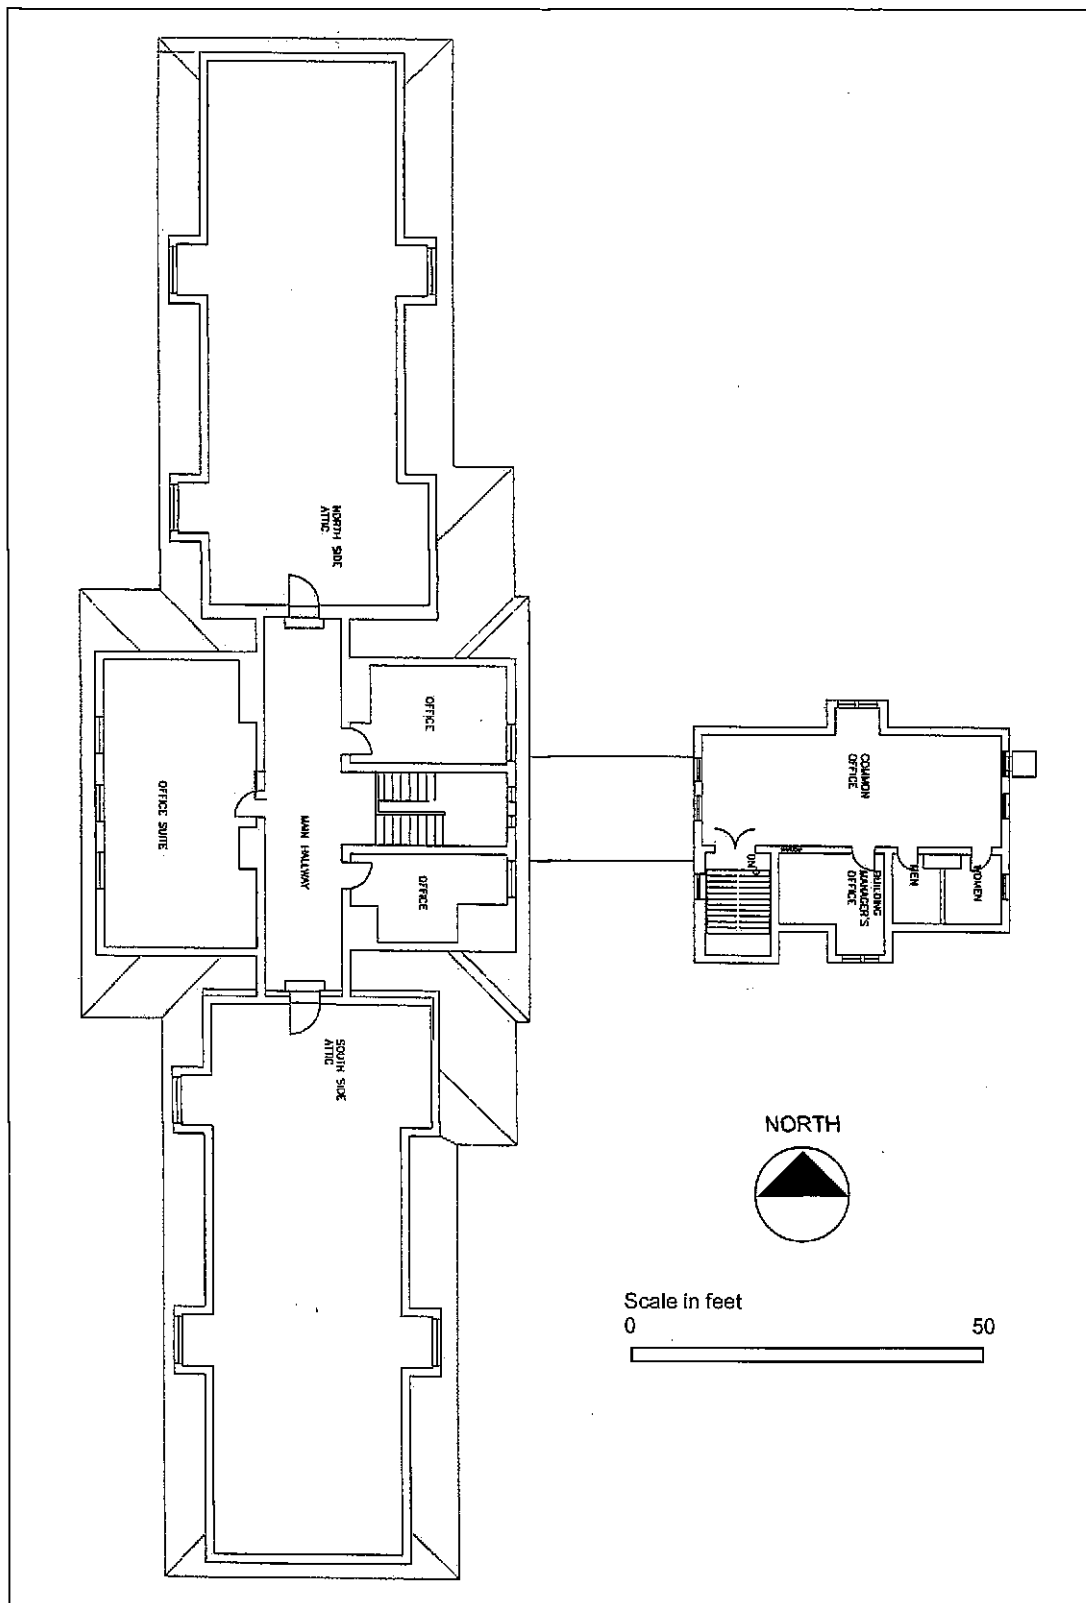 NORTH SIDE
ATTIC
OFFICE
COMMON
OFFICE
OFFICE SUITE
MAIN HALLWAY
OFFICE
DN
BUILDING
MANAGER'S
OFFICE
MEN
WOMEN
SOUTH SIDE
ATTIC
NORTH
Scale in feet
0 50